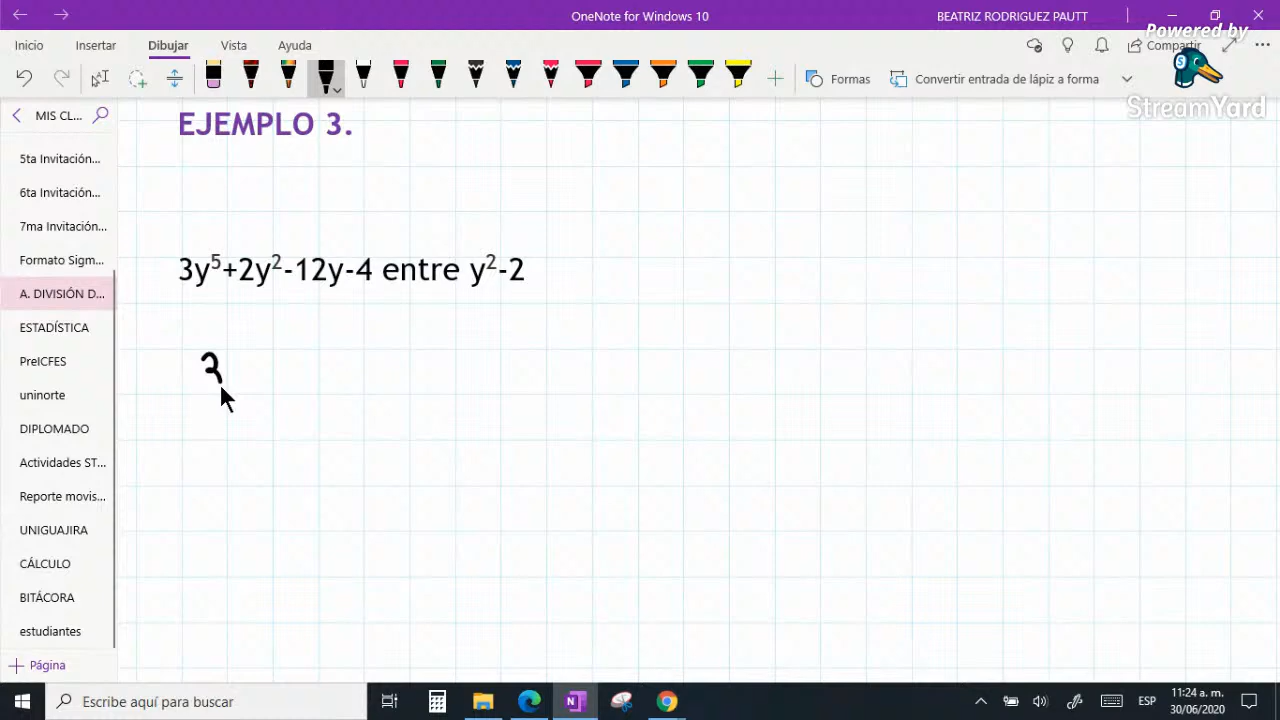 OneNote for Windows 10
BEATRIZ RODRIGUEZ PAUTT
Powered by
StreamYard
Inicio Insertar Dibujar Vista Ayuda Compartir
Formas Convertir entrada de lápiz a forma
MIS CL...
5ta Invitación...
6ta Invitación...
7ma Invitación...
Formato Sigm...
A. DIVISIÓN D...
ESTADÍSTICA
PreICFES
uninorte
DIPLOMADO
Actividades ST...
Reporte movis...
UNIGUAJIRA
CÁLCULO
BITÁCORA
estudiantes
Página
EJEMPLO 3.
3y⁵+2y²-12y-4 entre y²-2
3
Escribe aquí para buscar
ESP
11:24 a. m.
30/06/2020